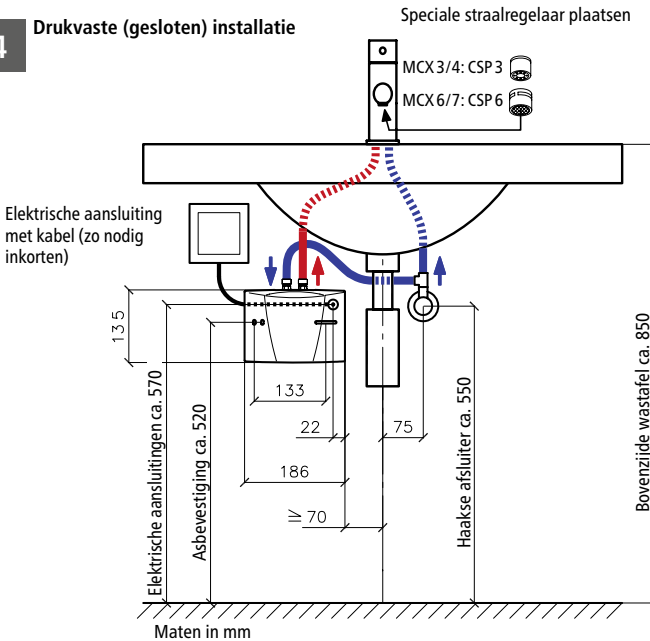 4
Drukvaste (gesloten) installatie
Speciale straalregelaar plaatsen
MCX 3/4: CSP 3
MCX 6/7: CSP 6
Elektrische aansluiting
met kabel (zo nodig
inkorten)
135
133
22
75
186
≥ 70
Elektrische aansluitingen ca. 570
Asbevestiging ca. 520
Haakse afsluiter ca. 550
Bovenzijde wastafel ca. 850
Maten in mm